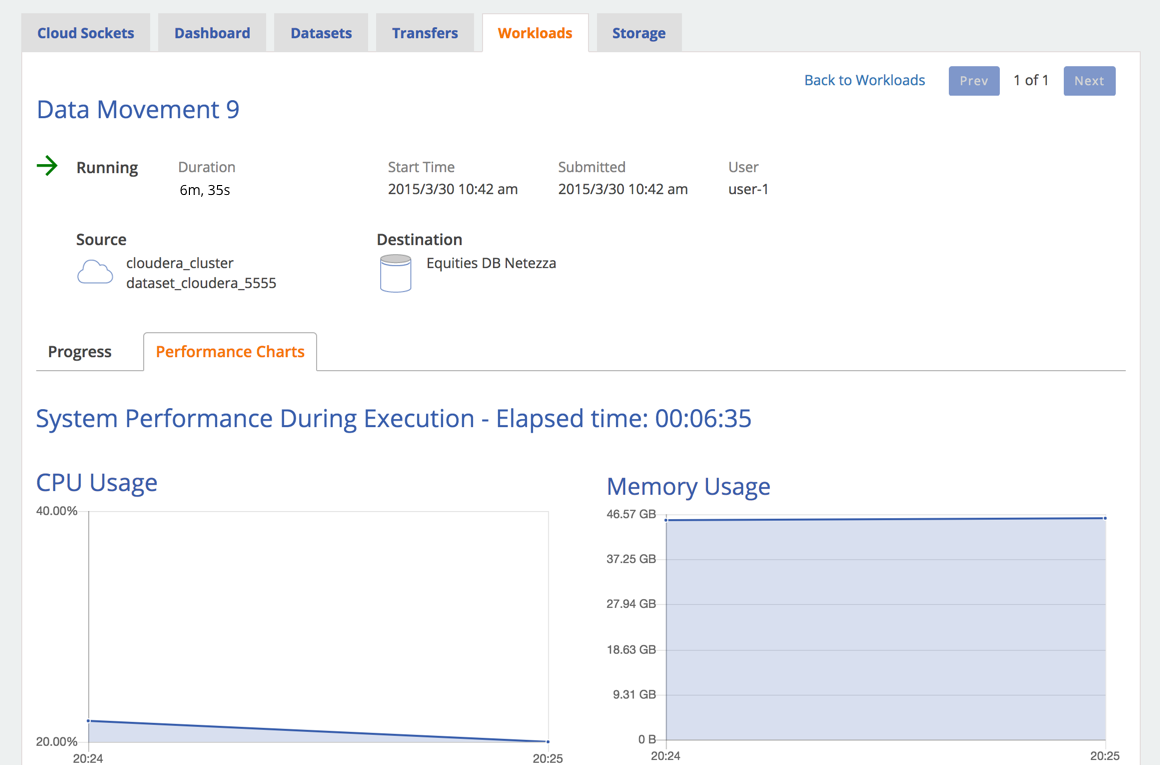 Cloud Sockets Dashboard Datasets Transfers Workloads Storage
Back to Workloads Prev 1 of 1 Next
Data Movement 9
Running Duration Start Time Submitted User
6m, 35s 2015/3/30 10:42 am 2015/3/30 10:42 am user-1
Source Destination
cloudera_cluster Equities DB Netezza
dataset_cloudera_5555
Progress Performance Charts
System Performance During Execution - Elapsed time: 00:06:35
CPU Usage
40.00%
20.00%
20:24 20:25
Memory Usage
46.57 GB
37.25 GB
27.94 GB
18.63 GB
9.31 GB
0 B
20:24 20:25